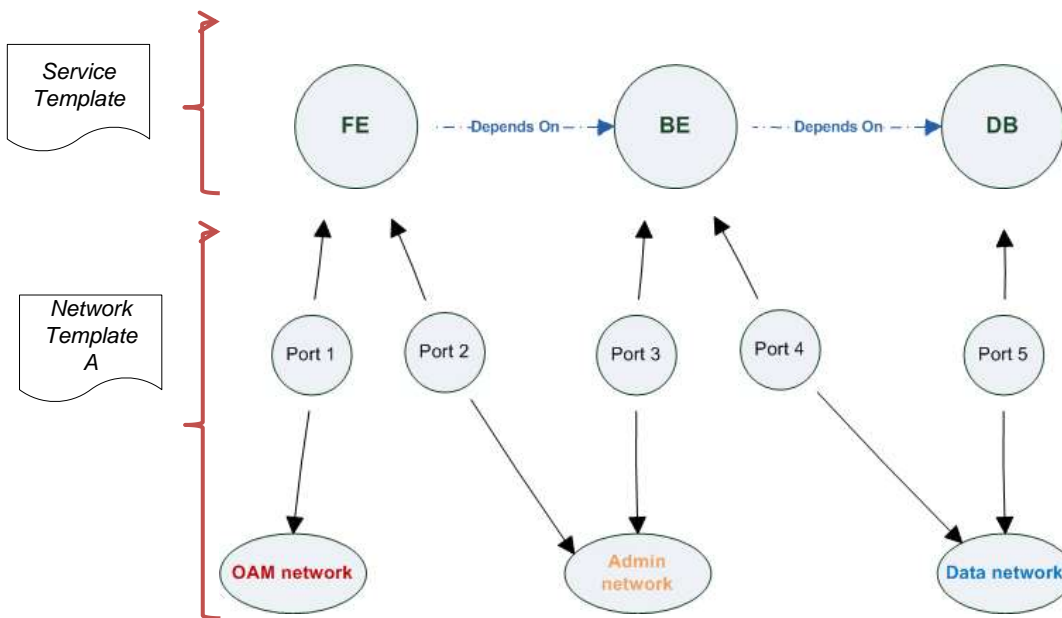 Service
Template
FE
Depends On
BE
Depends On
DB
Network
Template
A
Port 1
Port 2
Port 3
Port 4
Port 5
OAM network
Admin
network
Data network